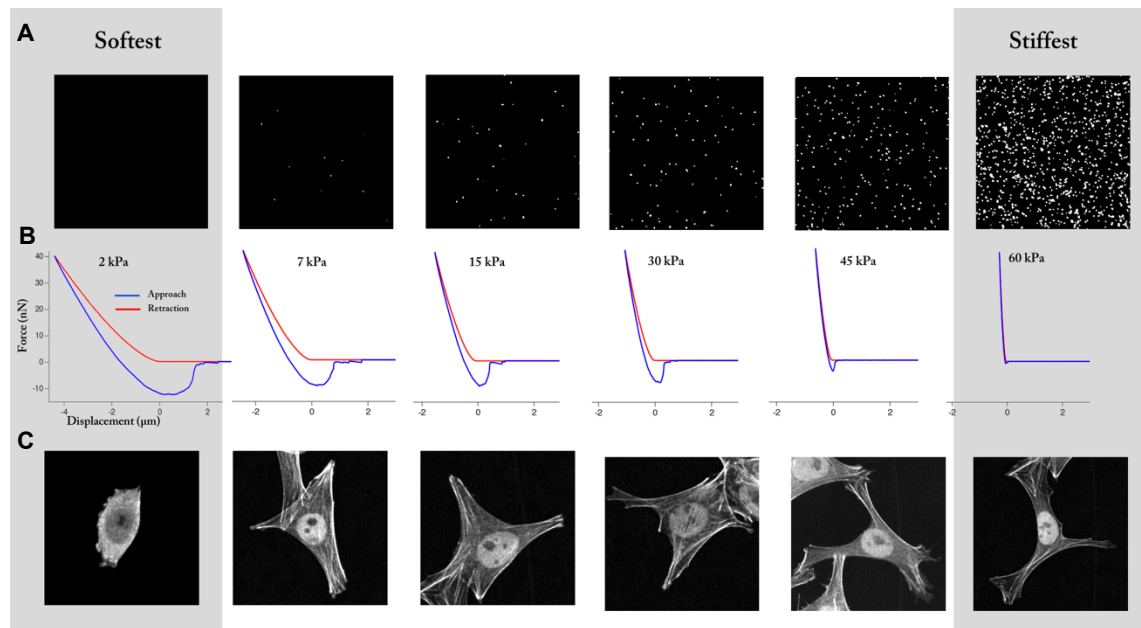 A
Softest
Stiffest
B
2 kPa
7 kPa
15 kPa
30 kPa
45 kPa
60 kPa
40
30
20
10
0
-10
Force (nN)
Approach
Retraction
-4 -2 0 2
-2 0 2
-2 0 2
-2 0 2
-2 0 2
-2 0 2
Displacement (μm)
C